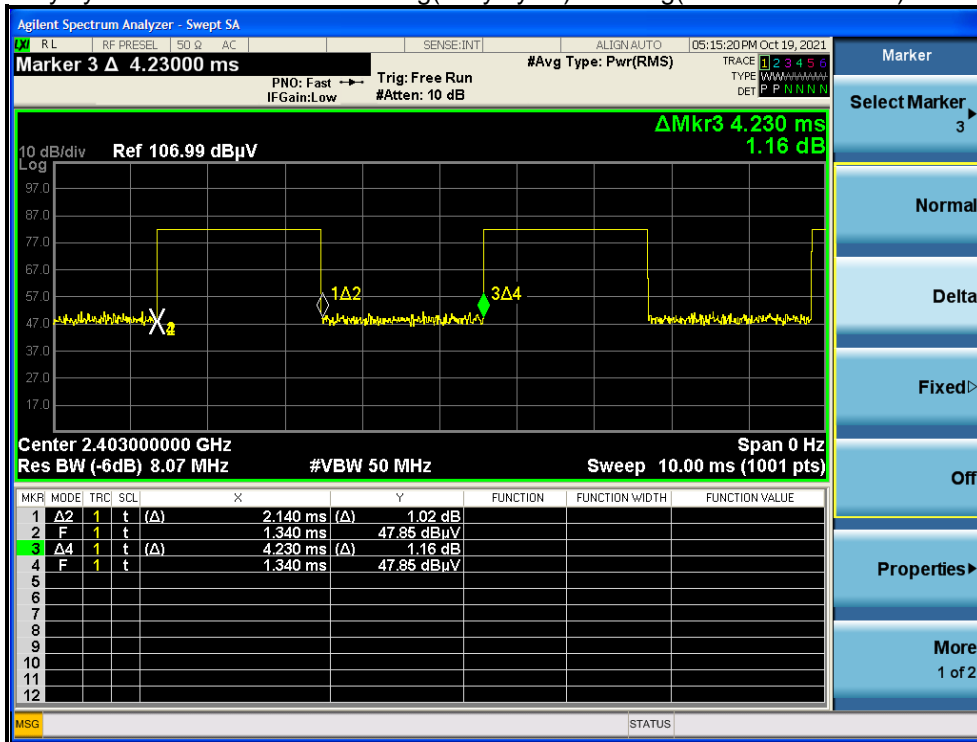 Agilent Spectrum Analyzer - Swept SA
LXI RL RF PRESEL 50 Ω AC SENSE:INT ALIGN AUTO 05:15:20 PM Oct 19, 2021
Marker 3 Δ 4.23000 ms
PNO: Fast
IFGain:Low
Trig: Free Run
#Atten: 10 dB
#Avg Type: Pwr(RMS)
TRACE 1 2 3 4 5 6
TYPE
DET P P N N N N
ΔMkr3 4.230 ms
1.16 dB
10 dB/div Ref 106.99 dBµV
Log
97.0
87.0
77.0
67.0
57.0
47.0
37.0
27.0
17.0
1Δ2
3Δ4
Center 2.403000000 GHz
Span 0 Hz
Res BW (-6dB) 8.07 MHz #VBW 50 MHz Sweep 10.00 ms (1001 pts)
MKR MODE TRC SCL X Y FUNCTION FUNCTION WIDTH FUNCTION VALUE
1 Δ2 1 t (Δ) 2.140 ms (Δ) 1.02 dB
2 F 1 t 1.340 ms 47.85 dBµV
3 Δ4 1 t (Δ) 4.230 ms (Δ) 1.16 dB
4 F 1 t 1.340 ms 47.85 dBµV
5
6
7
8
9
10
11
12
MSG STATUS
Marker
Select Marker
3
Normal
Delta
Fixed
Off
Properties
More
1 of 2